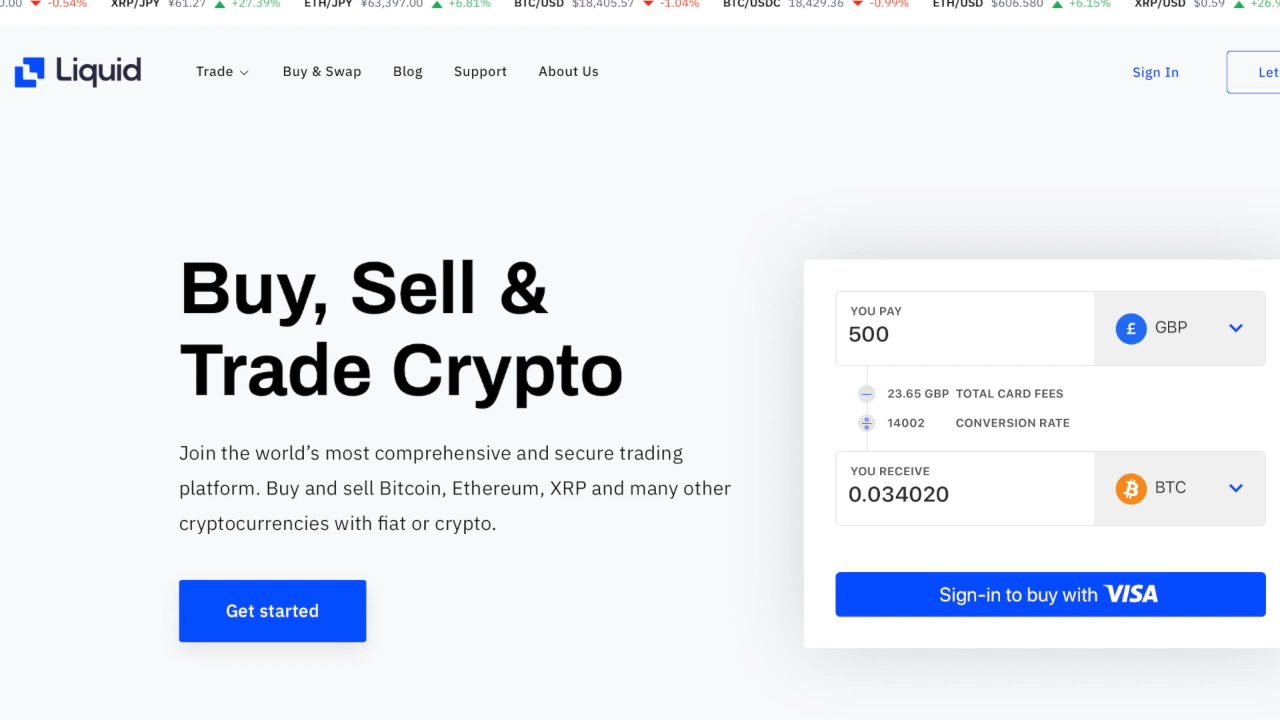 0.00 -0.54% XRP/JPY ¥61.27 +27.39% ETH/JPY ¥63,397.00 +6.81% BTC/USD $18,405.57 -1.04% BTC/USDC 18,429.36 -0.99% ETH/USD $606.580 +6.15% XRP/USD $0.59
Liquid Trade Buy & Swap Blog Support About Us Sign In Let
Buy, Sell &
Trade Crypto
Join the world’s most comprehensive and secure trading
platform. Buy and sell Bitcoin, Ethereum, XRP and many other
cryptocurrencies with fiat or crypto.
Get started
YOU PAY
500 £ GBP
23.65 GBP TOTAL CARD FEES
14002 CONVERSION RATE
YOU RECEIVE
0.034020 BTC
Sign-in to buy with VISA